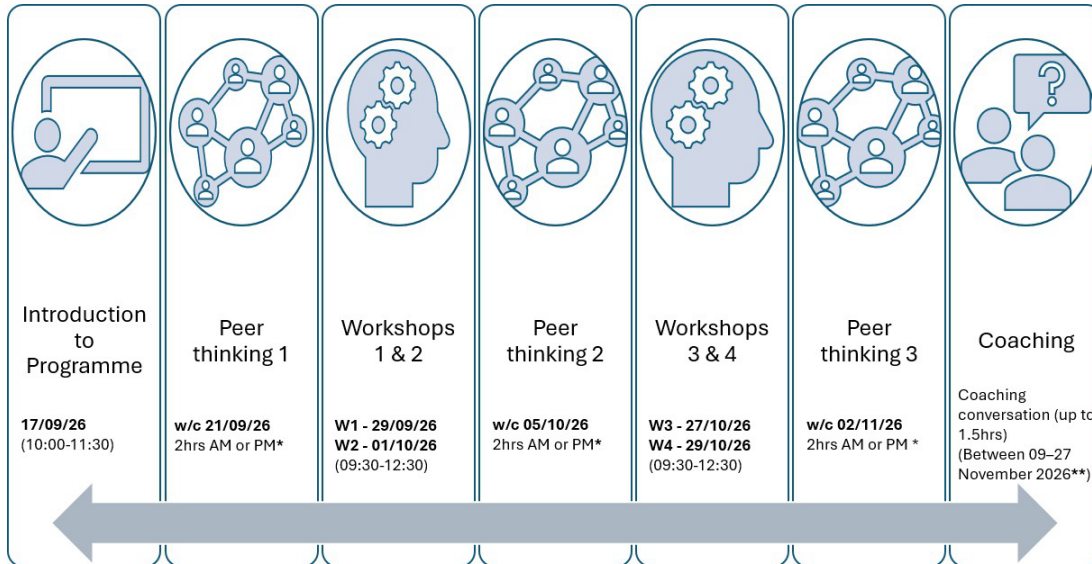 Introduction
to
Programme
17/09/26
(10:00-11:30)
Peer
thinking 1
w/c 21/09/26
2hrs AM or PM*
Workshops
1 & 2
W1 - 29/09/26
W2 - 01/10/26
(09:30-12:30)
Peer
thinking 2
w/c 05/10/26
2hrs AM or PM*
Workshops
3 & 4
W3 - 27/10/26
W4 - 29/10/26
(09:30-12:30)
Peer
thinking 3
w/c 02/11/26
2hrs AM or PM *
Coaching
Coaching
conversation (up to
1.5hrs)
(Between 09–27
November 2026**)
?